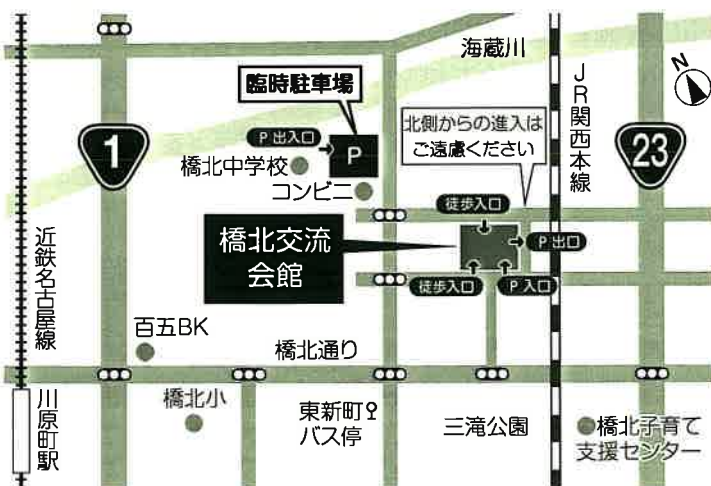 海蔵川
N
臨時駐車場
JR関西本線
P 出入口
P
1
北側からの進入は
ご遠慮ください
23
橋北中学校
コンビニ
徒歩入口
橋北交流
会館
P 出口
近鉄名古屋線
徒歩入口
P 入口
百五BK
橋北通り
川原町駅
橋北小
東新町
バス停
三滝公園
橋北子育て
支援センター